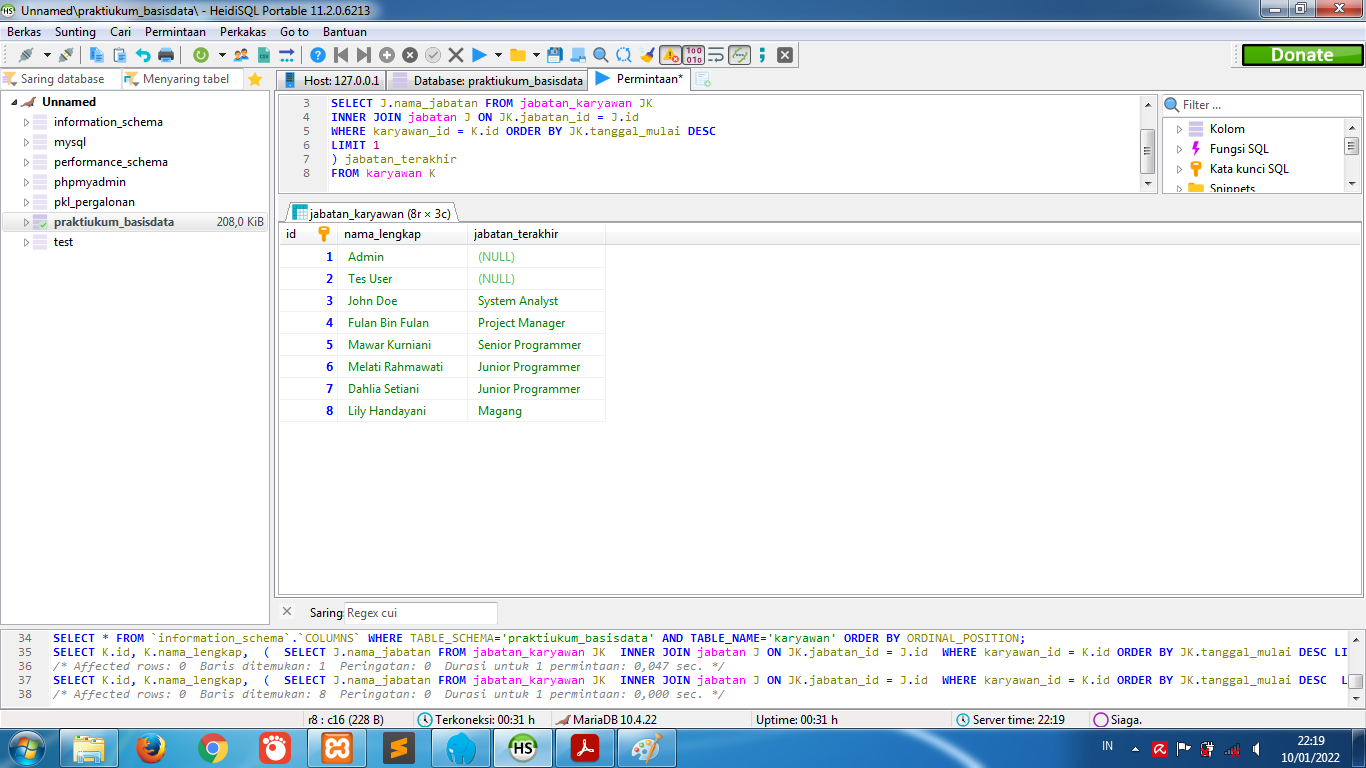 Unnamed\praktiukum_basisdata\ - HeidiSQL Portable 11.2.0.6213
Berkas Sunting Cari Permintaan Perkakas Go to Bantuan
Donate
Saring database Menyaring tabel
Host: 127.0.0.1 Database: praktiukum_basisdata Permintaan*
Unnamed
information_schema
mysql
performance_schema
phpmyadmin
pkl_pergalonan
praktiukum_basisdata 208,0 KiB
test
3 SELECT J.nama_jabatan FROM jabatan_karyawan JK
4 INNER JOIN jabatan J ON JK.jabatan_id = J.id
5 WHERE karyawan_id = K.id ORDER BY JK.tanggal_mulai DESC
6 LIMIT 1
7 ) jabatan_terakhir
8 FROM karyawan K
Filter ...
Kolom
Fungsi SQL
Kata kunci SQL
Snippets
jabatan_karyawan (8r × 3c)
id nama_lengkap jabatan_terakhir
1 Admin (NULL)
2 Tes User (NULL)
3 John Doe System Analyst
4 Fulan Bin Fulan Project Manager
5 Mawar Kurniani Senior Programmer
6 Melati Rahmawati Junior Programmer
7 Dahlia Setiani Junior Programmer
8 Lily Handayani Magang
Saring: Regex cui
34 SELECT * FROM `information_schema`.`COLUMNS` WHERE TABLE_SCHEMA='praktiukum_basisdata' AND TABLE_NAME='karyawan' ORDER BY ORDINAL_POSITION;
35 SELECT K.id, K.nama_lengkap, ( SELECT J.nama_jabatan FROM jabatan_karyawan JK INNER JOIN jabatan J ON JK.jabatan_id = J.id WHERE karyawan_id = K.id ORDER BY JK.tanggal_mulai DESC LI
36 /* Affected rows: 0 Baris ditemukan: 1 Peringatan: 0 Durasi untuk 1 permintaan: 0,047 sec. */
37 SELECT K.id, K.nama_lengkap, ( SELECT J.nama_jabatan FROM jabatan_karyawan JK INNER JOIN jabatan J ON JK.jabatan_id = J.id WHERE karyawan_id = K.id ORDER BY JK.tanggal_mulai DESC L
38 /* Affected rows: 0 Baris ditemukan: 8 Peringatan: 0 Durasi untuk 1 permintaan: 0,000 sec. */
r8 : c16 (228 B) Terkoneksi: 00:31 h MariaDB 10.4.22 Uptime: 00:31 h Server time: 22:19 Siaga.
HS
IN
22:19
10/01/2022